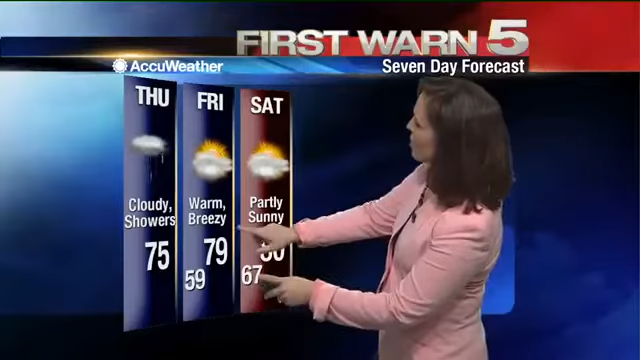 FIRST WARN 5
AccuWeather
Seven Day Forecast
THU
FRI
SAT
Cloudy,
Showers
Warm,
Breezy
Partly
Sunny
75
79
59
67